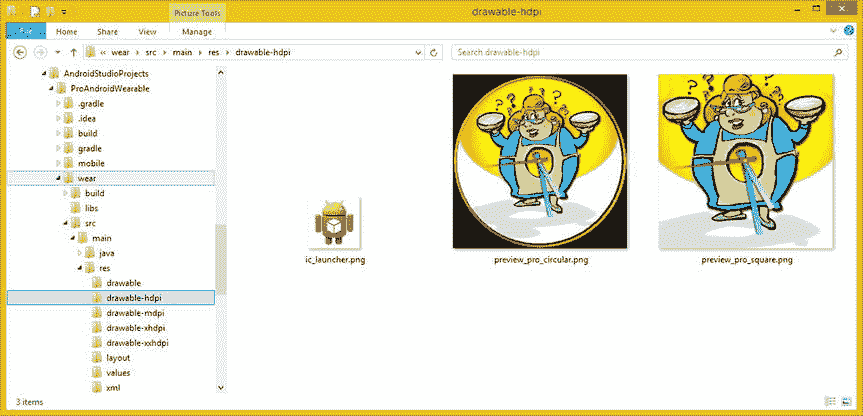 Picture Tools
drawable-hdpi
File
Home
Share
View
Manage
« wear ▸ src ▸ main ▸ res ▸ drawable-hdpi
Search drawable-hdpi
AndroidStudioProjects
ProAndroidWearable
.gradle
.idea
build
gradle
mobile
wear
build
libs
src
main
java
res
drawable
drawable-hdpi
drawable-mdpi
drawable-xhdpi
drawable-xxhdpi
layout
values
xml
? ? ? ? ?
? ? ? ? ?
ic_launcher.png
preview_pro_circular.png
preview_pro_square.png
3 items